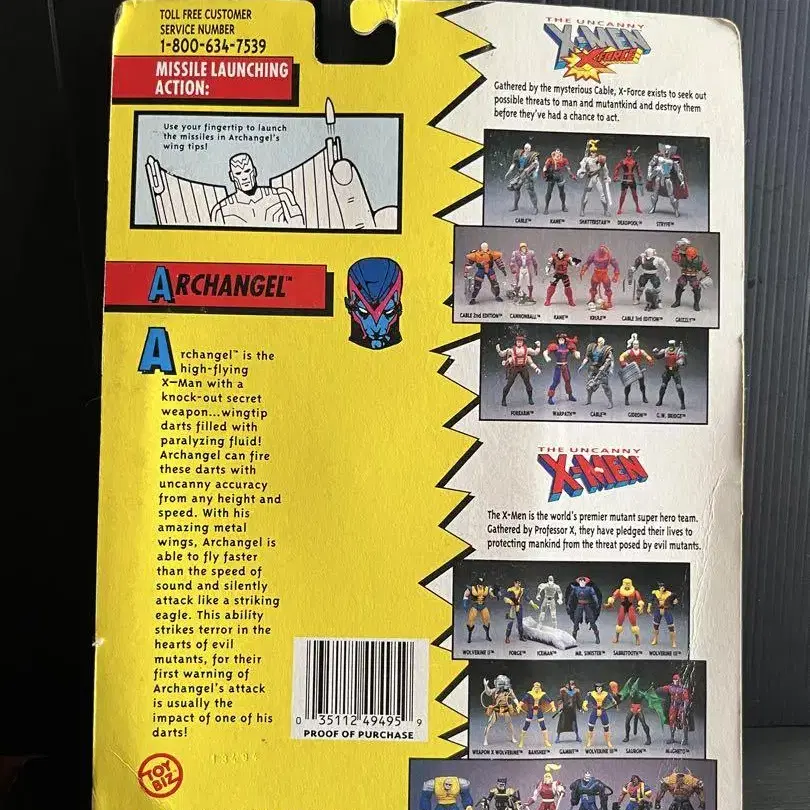 TOLL FREE CUSTOMER
SERVICE NUMBER
1-800-634-7539
MISSILE LAUNCHING
ACTION:
Use your fingertip to launch
the missiles in Archangel's
wing tips!
ARCHANGEL™
Archangel™ is the
high-flying
X-Man with a
knock-out secret
weapon...wingtip
darts filled with
paralyzing fluid!
Archangel can fire
these darts with
uncanny accuracy
from any height and
speed. With his
amazing metal
wings, Archangel is
able to fly faster
than the speed of
sound and silently
attack like a striking
eagle. This ability
strikes terror in the
hearts of evil
mutants, for their
first warning of
Archangel's attack
is usually the
impact of one of his
darts!
TOY
BIZ
0 35112 49495 9
PROOF OF PURCHASE
THE UNCANNY
X-MEN
X-FORCE
Gathered by the mysterious Cable, X-Force exists to seek out
possible threats to man and mutantkind and destroy them
before they've had a chance to act.
CABLE™ KANE™ SHATTERSTAR™ DEADPOOL™ STRYFE™
CABLE 2nd EDITION™ CANNONBALL™ KANE™ KRULE™ CABLE 3rd EDITION™ GRIZZLY™
FOREARM™ WARPATH™ CABLE™ GIDEON™ G.W. BRIDGE™
THE UNCANNY
X-MEN
The X-Men is the world's premier mutant super hero team.
Gathered by Professor X, they have pledged their lives to
protecting mankind from the threat posed by evil mutants.
WOLVERINE II™ FORGE™ ICEMAN™ MR. SINISTER™ SABRETOOTH™ WOLVERINE III™
WEAPON X WOLVERINE™ BANSHEE™ GAMBIT™ WOLVERINE III™ SAURON™ MAGNETO™